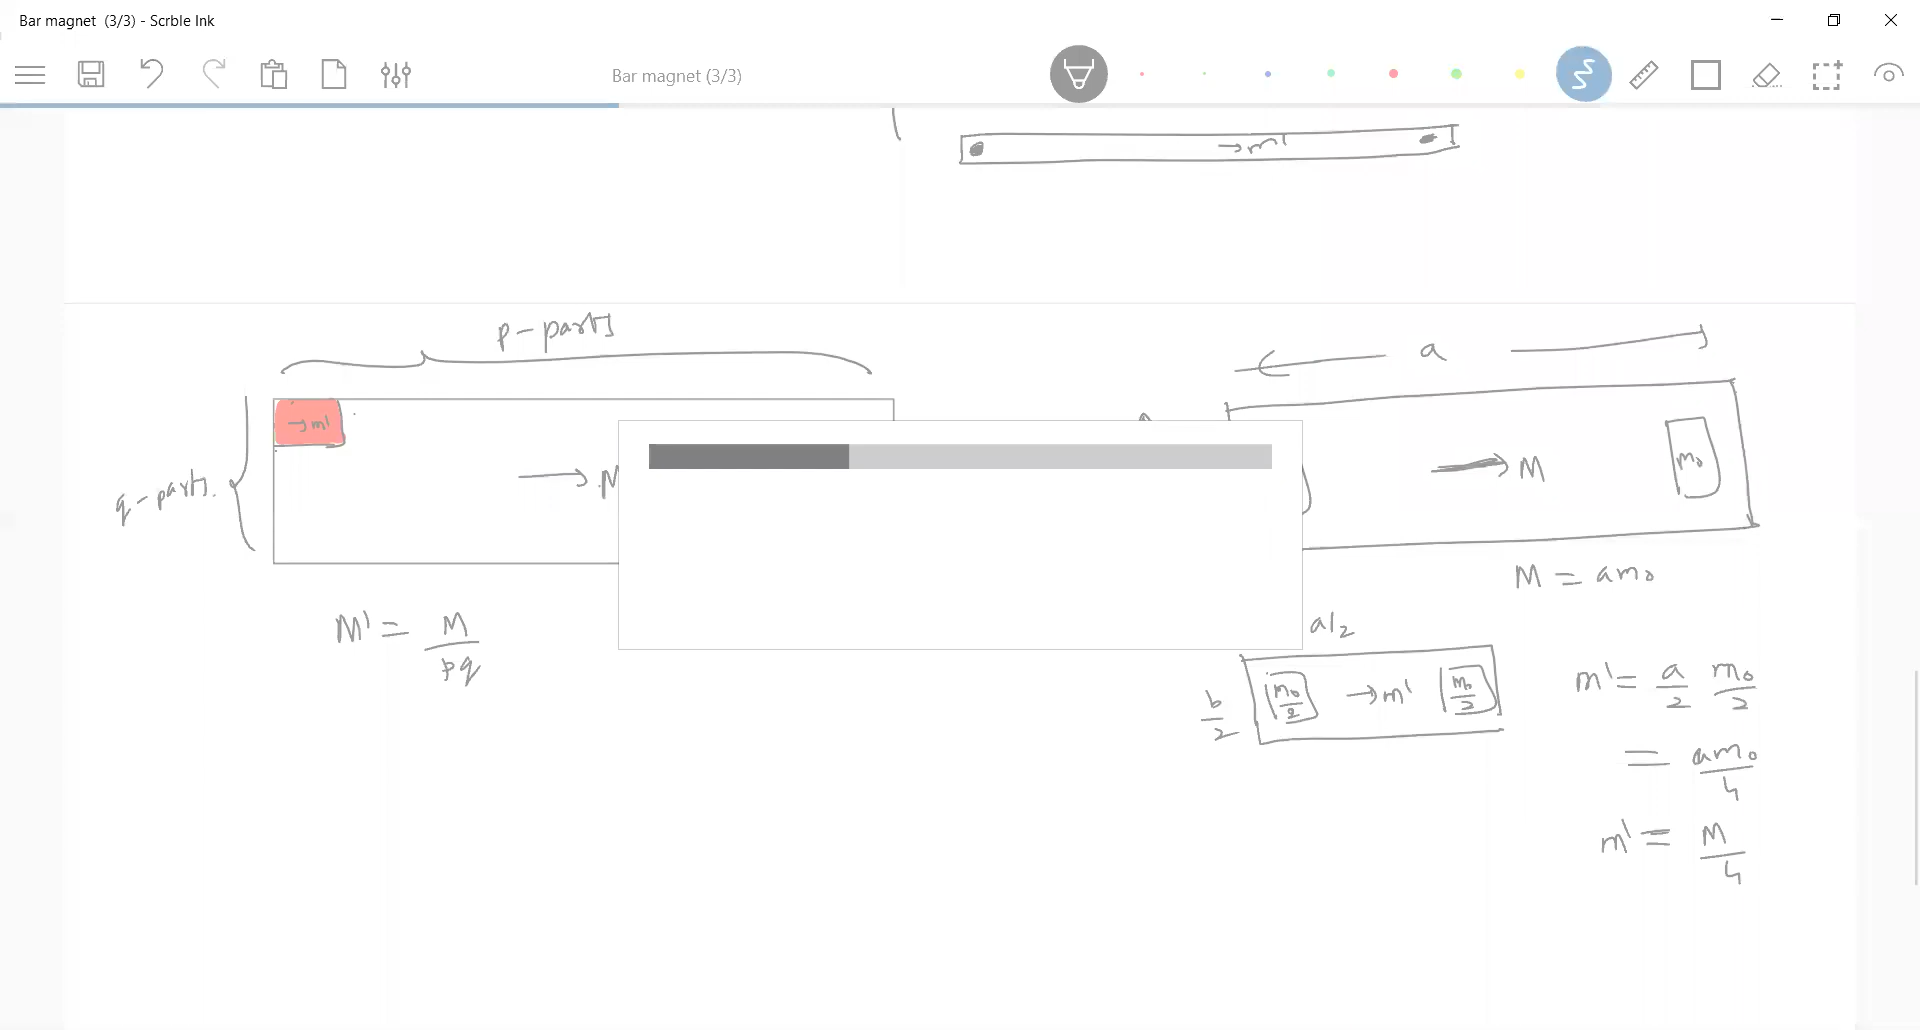 Bar magnet (3/3) - Scrble Ink
Bar magnet (3/3)
→ m'
p - parts
a
→ m'
q - parts.
→ M
→ M
m₀
M = am₀
M' = M/pq
a/2
b/2
m₀/2 → m' m₀/2
m' = a/2 m₀/2
= am₀/4
m' = M/4